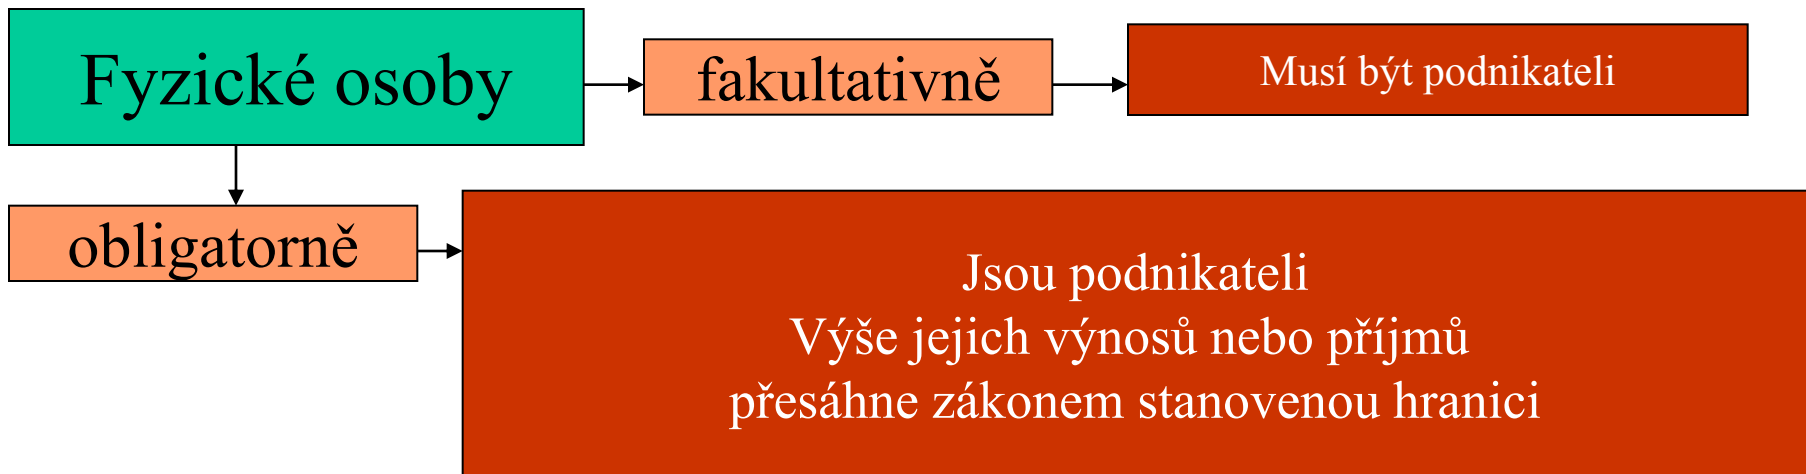 Fyzické osoby
fakultativně
Musí být podnikateli
obligatorně
Jsou podnikateli
Výše jejich výnosů nebo příjmů
přesáhne zákonem stanovenou hranici